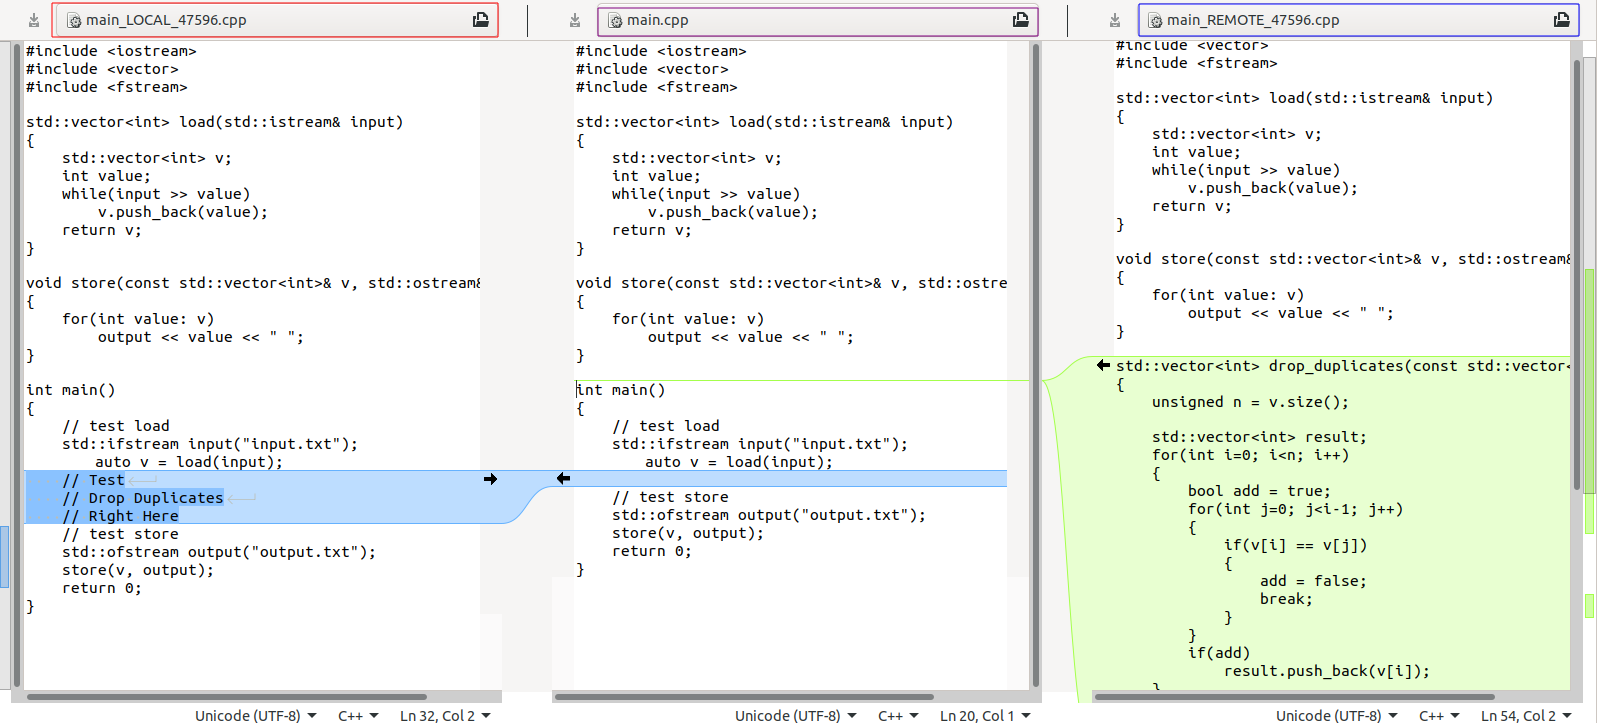 main_LOCAL_47596.cpp
#include <iostream>
#include <vector>
#include <fstream>

std::vector<int> load(std::istream& input)
{
    std::vector<int> v;
    int value;
    while(input >> value)
        v.push_back(value);
    return v;
}

void store(const std::vector<int>& v, std::ostream&
{
    for(int value: v)
        output << value << " ";
}

int main()
{
    // test load
    std::ifstream input("input.txt");
        auto v = load(input);
    // Test
    // Drop Duplicates
    // Right Here
    // test store
    std::ofstream output("output.txt");
    store(v, output);
    return 0;
}
Unicode (UTF-8) C++ Ln 32, Col 2
main.cpp
#include <iostream>
#include <vector>
#include <fstream>

std::vector<int> load(std::istream& input)
{
    std::vector<int> v;
    int value;
    while(input >> value)
        v.push_back(value);
    return v;
}

void store(const std::vector<int>& v, std::ostre
{
    for(int value: v)
        output << value << " ";
}

int main()
{
    // test load
    std::ifstream input("input.txt");
        auto v = load(input);

    // test store
    std::ofstream output("output.txt");
    store(v, output);
    return 0;
}
Unicode (UTF-8) C++ Ln 20, Col 1
main_REMOTE_47596.cpp
#include <vector>
#include <fstream>

std::vector<int> load(std::istream& input)
{
    std::vector<int> v;
    int value;
    while(input >> value)
        v.push_back(value);
    return v;
}

void store(const std::vector<int>& v, std::ostream&
{
    for(int value: v)
        output << value << " ";
}

std::vector<int> drop_duplicates(const std::vector<
{
    unsigned n = v.size();

    std::vector<int> result;
    for(int i=0; i<n; i++)
    {
        bool add = true;
        for(int j=0; j<i-1; j++)
        {
            if(v[i] == v[j])
            {
                add = false;
                break;
            }
        }
        if(add)
            result.push_back(v[i]);
    }
Unicode (UTF-8) C++ Ln 54, Col 2